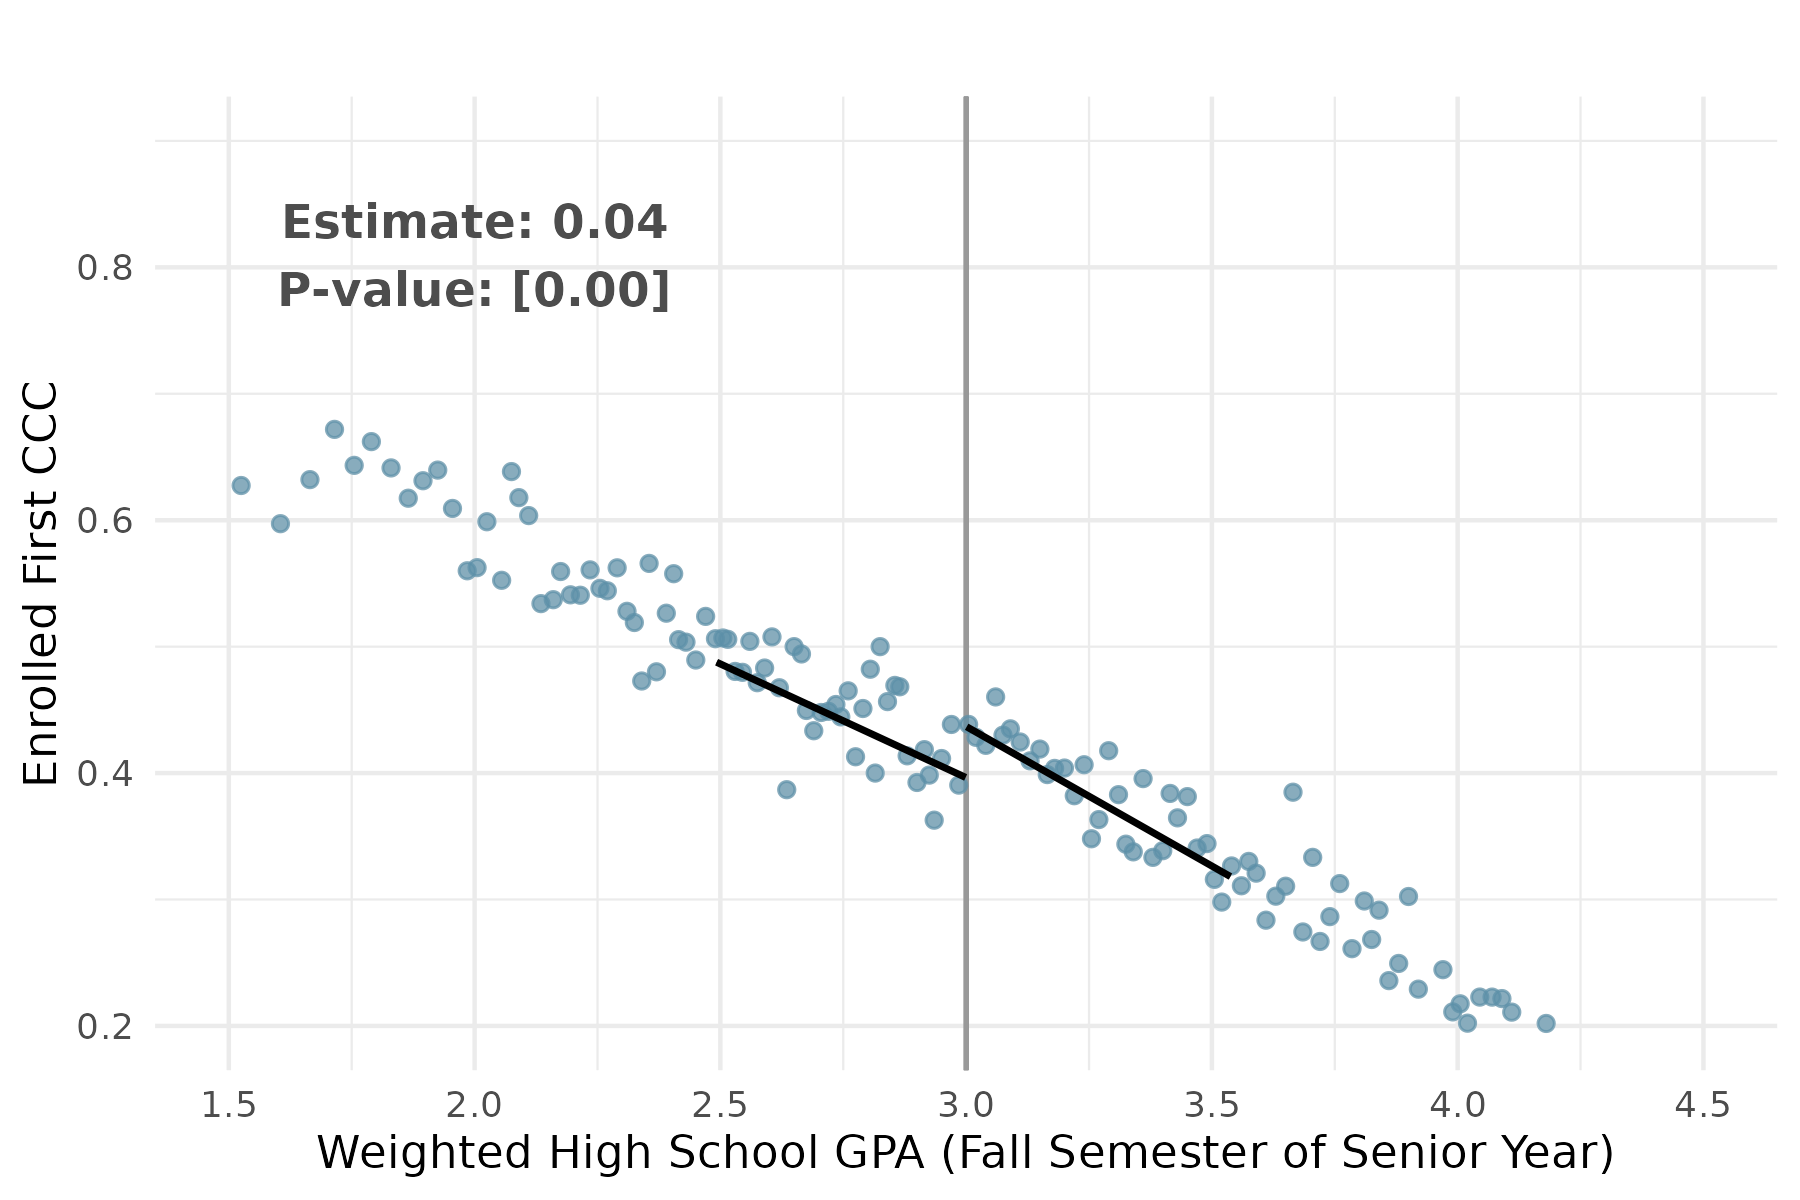 Estimate: 0.04
P-value: [0.00]
Enrolled First CCC
0.8
0.6
0.4
0.2
1.5 2.0 2.5 3.0 3.5 4.0 4.5
Weighted High School GPA (Fall Semester of Senior Year)